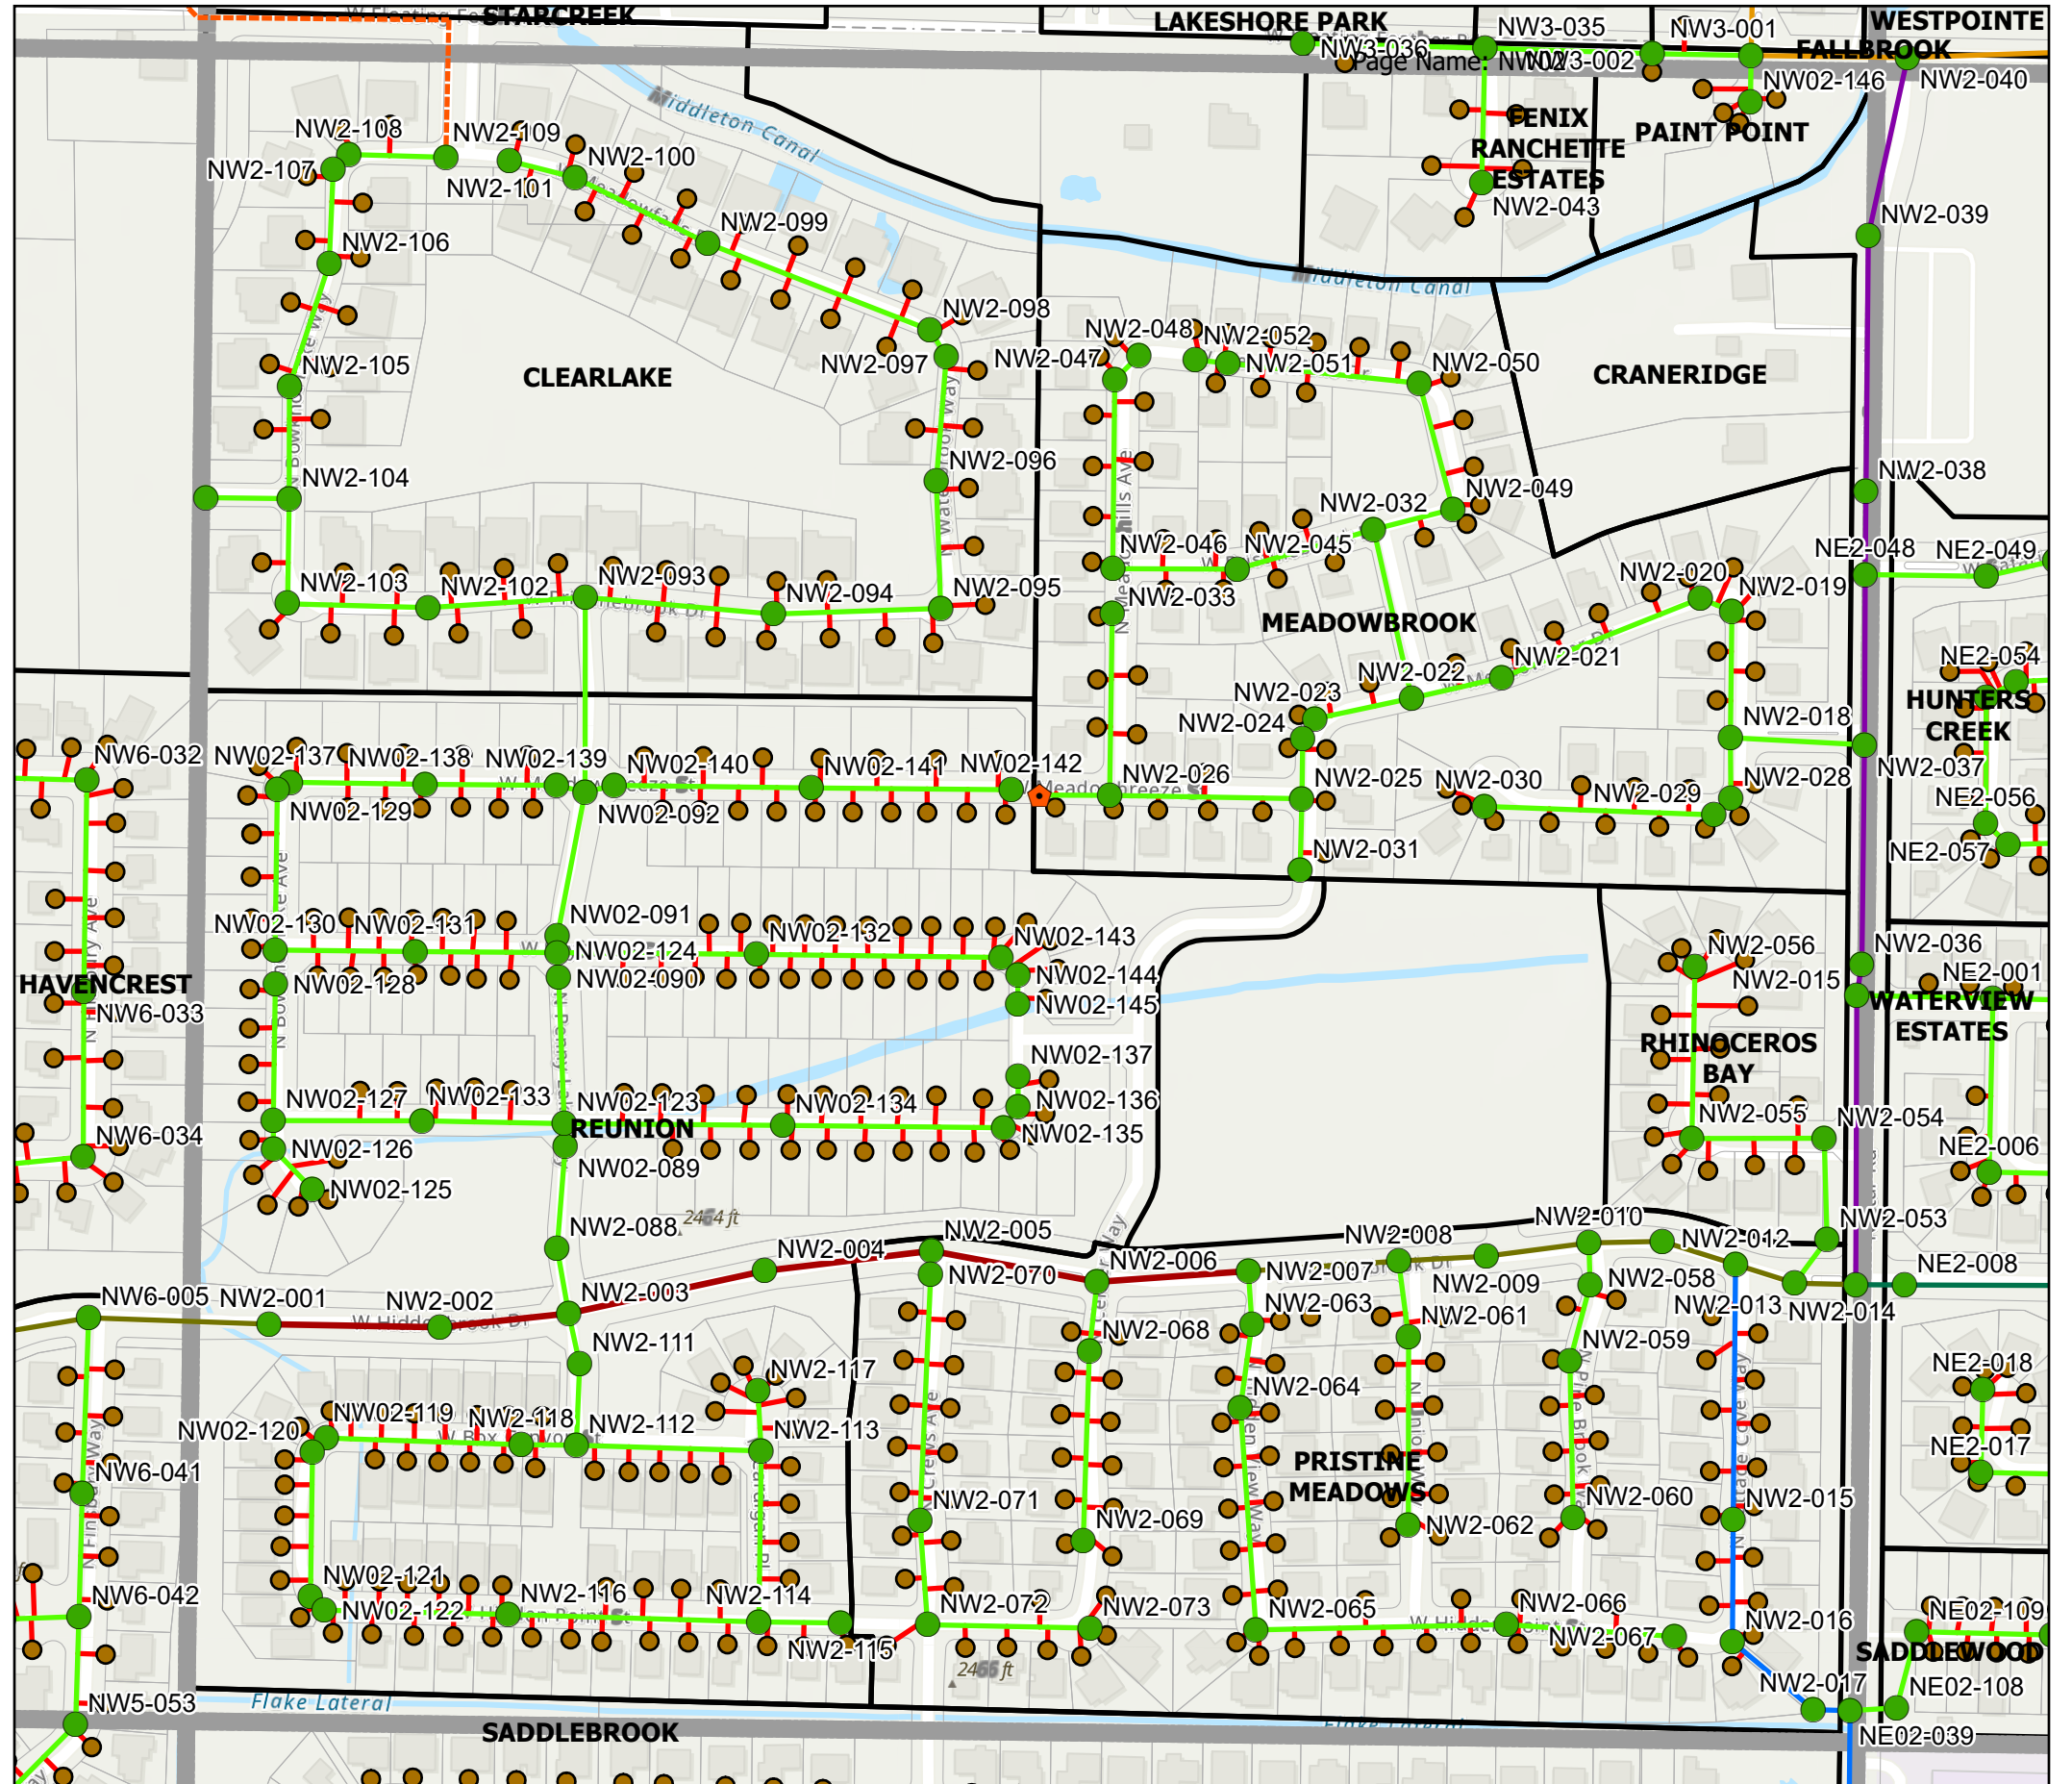 STARCREEK
LAKESHORE PARK
NW3-035
NW3-001
WESTPOINTE
NW3-036
FALLBROOK
Page Name: NW02
NW3-002
NW02-146
NW2-040
Middleton Canal
FENIX
RANCHETTE
ESTATES
PAINT POINT
NW2-108
NW2-109
NW2-100
NW2-107
NW2-101
NW2-043
NW2-039
NW2-099
NW2-106
Middleton Canal
NW2-098
NW2-097
NW2-047
NW2-048
NW2-052
NW2-051
NW2-050
NW2-105
CLEARLAKE
CRANERIDGE
NW2-096
NW2-104
NW2-032
NW2-049
NW2-038
NW2-046
NW2-045
NE2-048
NE2-049
NW2-103
NW2-102
NW2-093
NW2-094
NW2-095
NW2-033
NW2-020
NW2-019
MEADOWBROOK
NW2-021
NW2-022
NW2-023
NW2-024
NE2-054
HUNTERS
CREEK
NW2-018
NW2-037
NW6-032
NW02-137
NW02-138
NW02-139
NW02-140
NW02-141
NW02-142
NW2-026
NW2-025
NW2-030
NW2-029
NW2-028
NE2-056
NW02-129
NW02-092
NW2-031
NE2-057
NW02-130
NW02-131
NW02-091
NW02-124
NW02-132
NW02-143
NW2-056
NW2-036
HAVENCREST
NW02-128
NW02-090
NW02-144
NW02-145
NW2-015
NE2-001
WATERVIEW
ESTATES
NW6-033
RHINOCEROS
BAY
NW02-137
NW02-127
NW02-133
NW02-123
NW02-134
NW02-136
NW02-135
REUNION
NW2-055
NW2-054
NW6-034
NW02-126
NW02-089
NE2-006
NW02-125
2464 ft
NW2-088
NW2-004
NW2-005
NW2-008
NW2-010
NW2-053
NW2-012
NW2-070
NW2-006
NW2-007
NW2-009
NE2-008
NW6-005
NW2-001
NW2-002
NW2-003
W Hiddenbrook Dr
NW2-058
NW2-013
NW2-014
NW2-063
NW2-061
NW2-111
NW2-068
NW2-059
NW2-117
NW2-064
NE2-018
NW02-120
NW02-119
NW2-118
NW2-112
NW2-113
W Box Canyon St
NW6-041
PRISTINE
MEADOWS
NE2-017
NW2-071
NW2-069
NW2-062
NW2-060
NW2-015
NW6-042
NW02-121
NW02-122
NW2-116
NW2-114
NW2-115
NW2-072
NW2-073
NW2-065
NW2-066
NW2-067
NW2-016
NE02-109
SADDLEWOOD
2466 ft
NW2-017
NE02-108
NW5-053
Flake Lateral
SADDLEBROOK
Flake Lateral
NE02-039